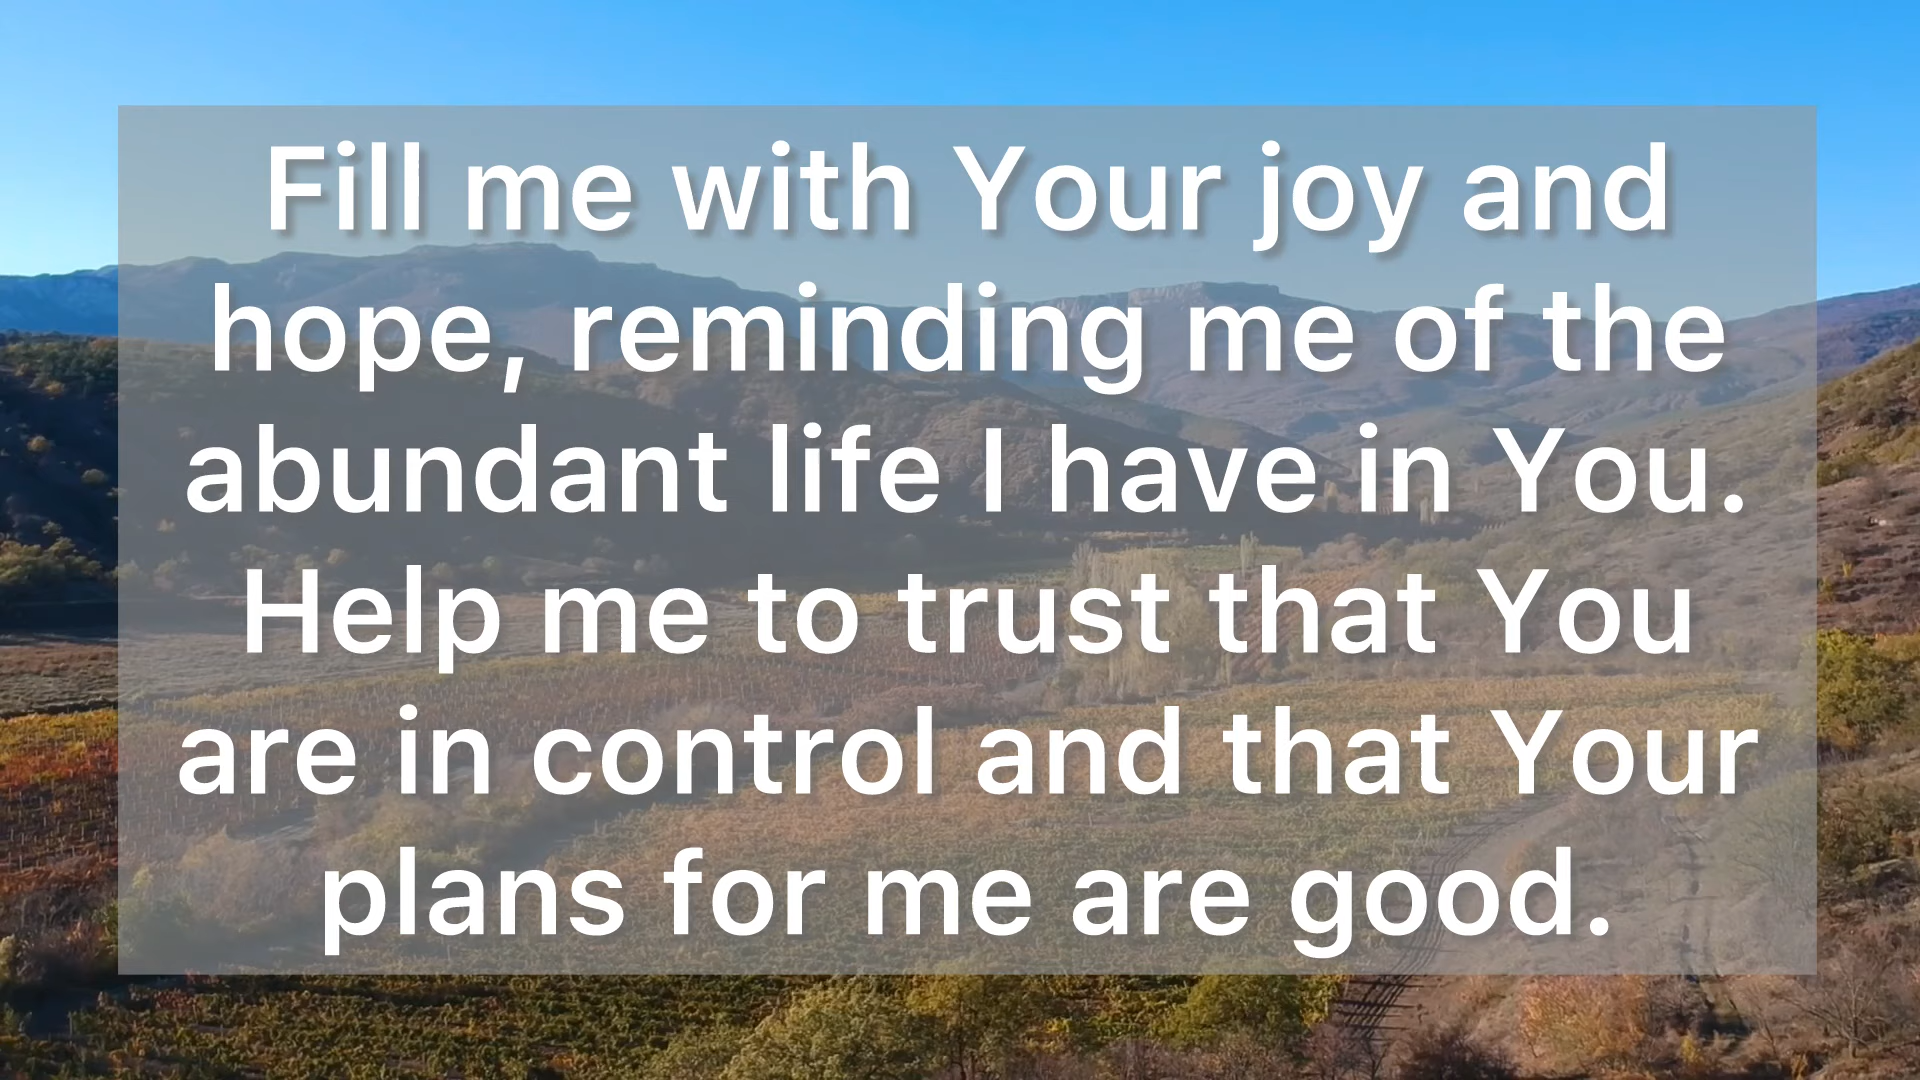 Fill me with Your joy and
hope, reminding me of the
abundant life I have in You.
Help me to trust that You
are in control and that Your
plans for me are good.